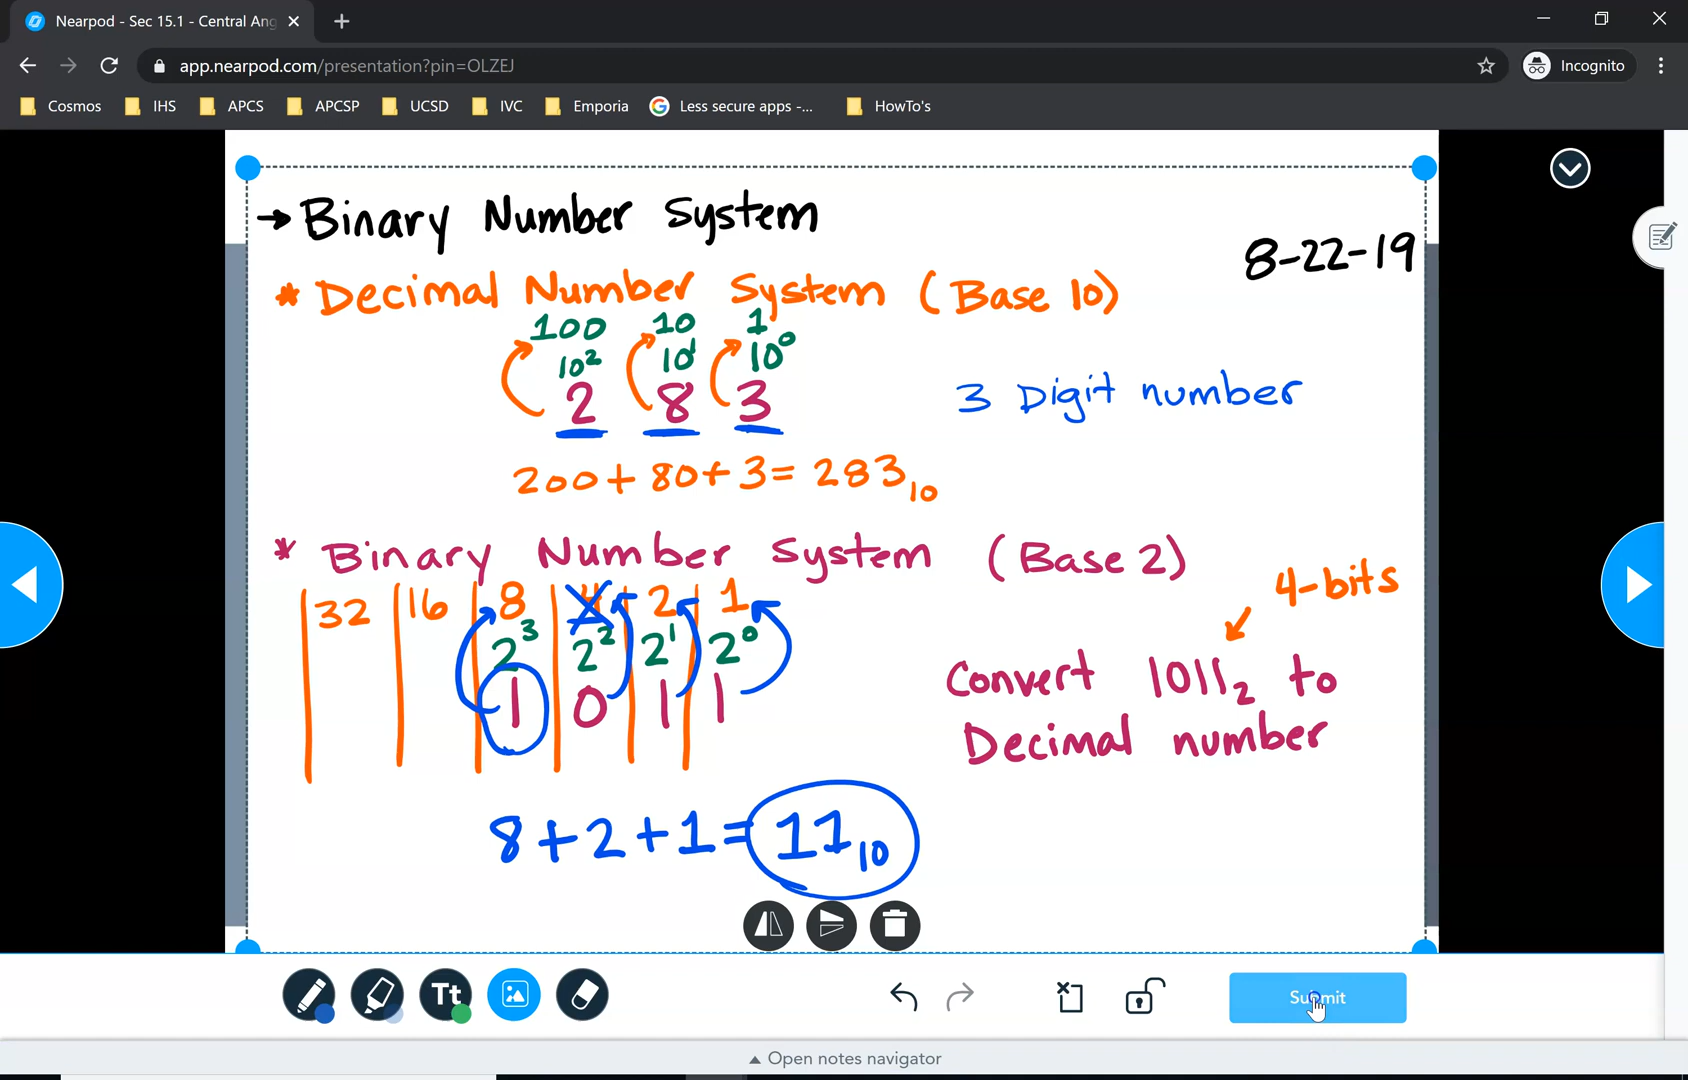 Nearpod - Sec 15.1 - Central Ang
app.nearpod.com/presentation?pin=OLZEJ
Incognito
Cosmos IHS APCS APCSP UCSD IVC Emporia Less secure apps -... HowTo's
→ Binary Number System
8-22-19
* Decimal Number System (Base 10)
100 10 1
10² 10¹ 10⁰
2 8 3
3 Digit number
200 + 80 + 3 = 283₁₀
* Binary Number System (Base 2)
4-bits
32 16 8 4 2 1
2³ 2² 2¹ 2⁰
1 0 1 1
Convert 1011₂ to
Decimal number
8 + 2 + 1 = 11₁₀
Tt
Submit
Open notes navigator